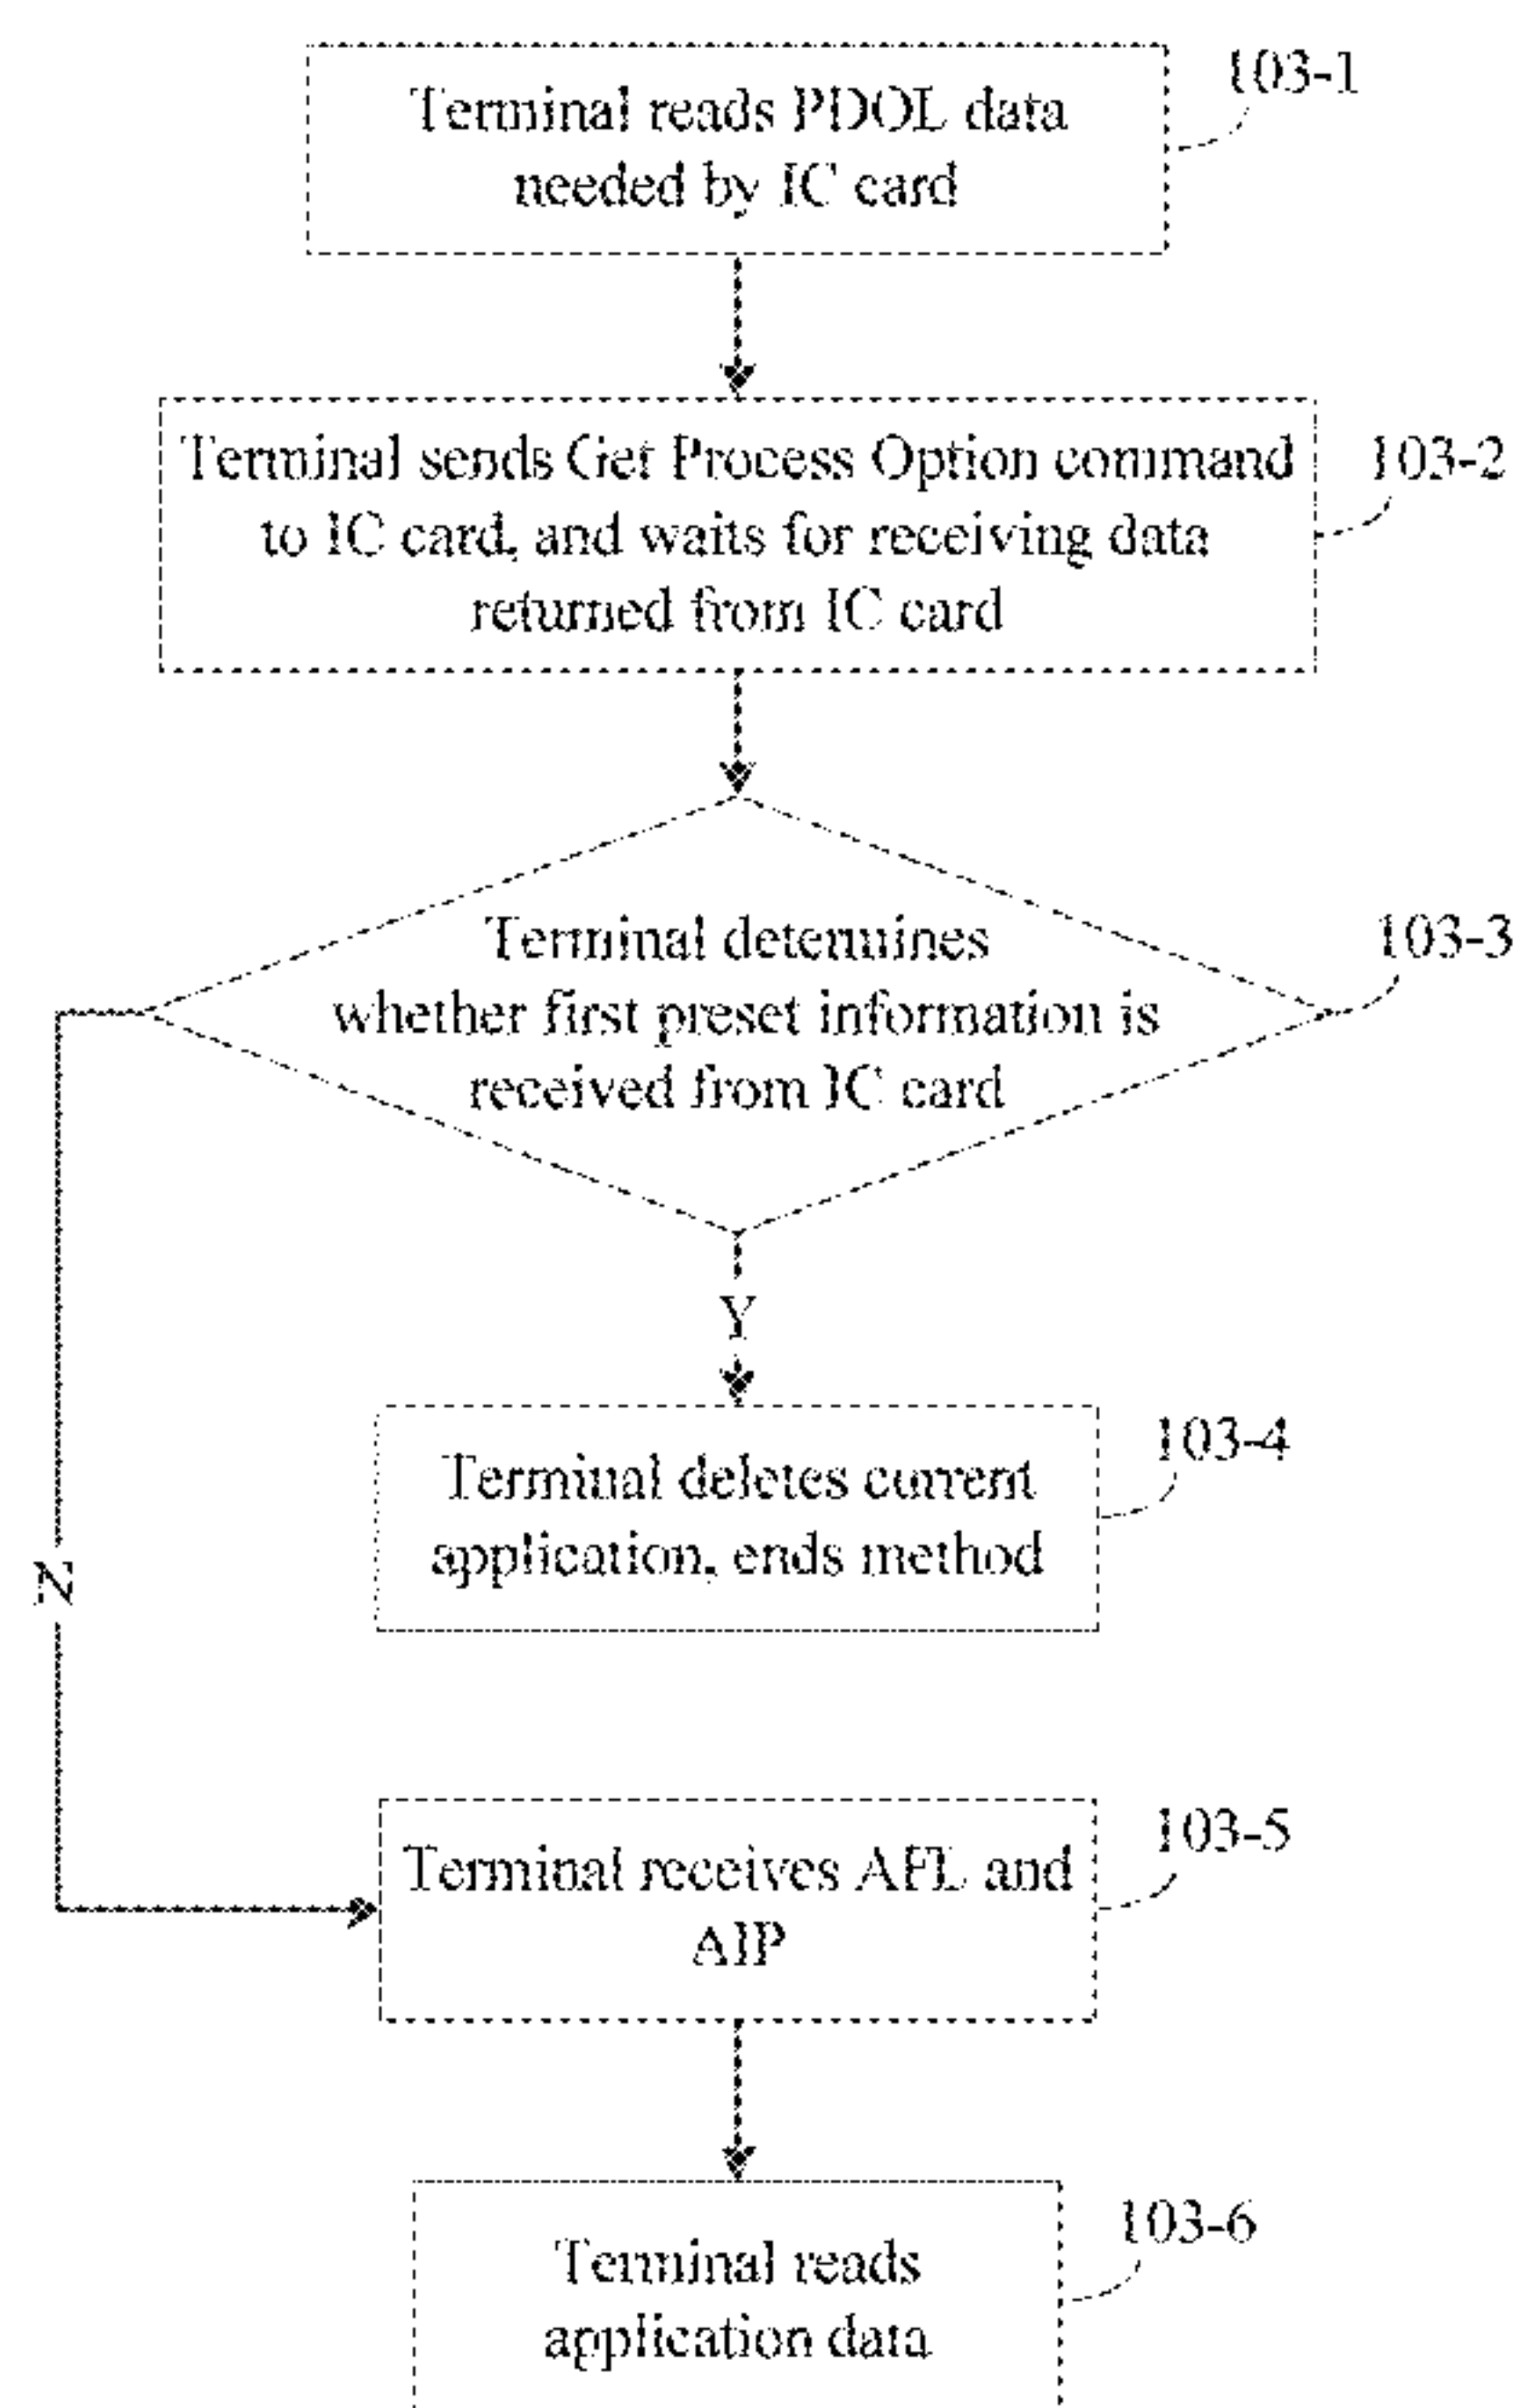 103-1
Terminal reads PDOL data
needed by IC card
Terminal sends Get Process Option command
to IC card, and waits for receiving data
returned from IC card
103-2
Terminal determines
whether first preset information is
received from IC card
103-3
Y
Terminal deletes current
application, ends method
103-4
N
Terminal receives AFL and
AIP
103-5
Terminal reads
application data
103-6